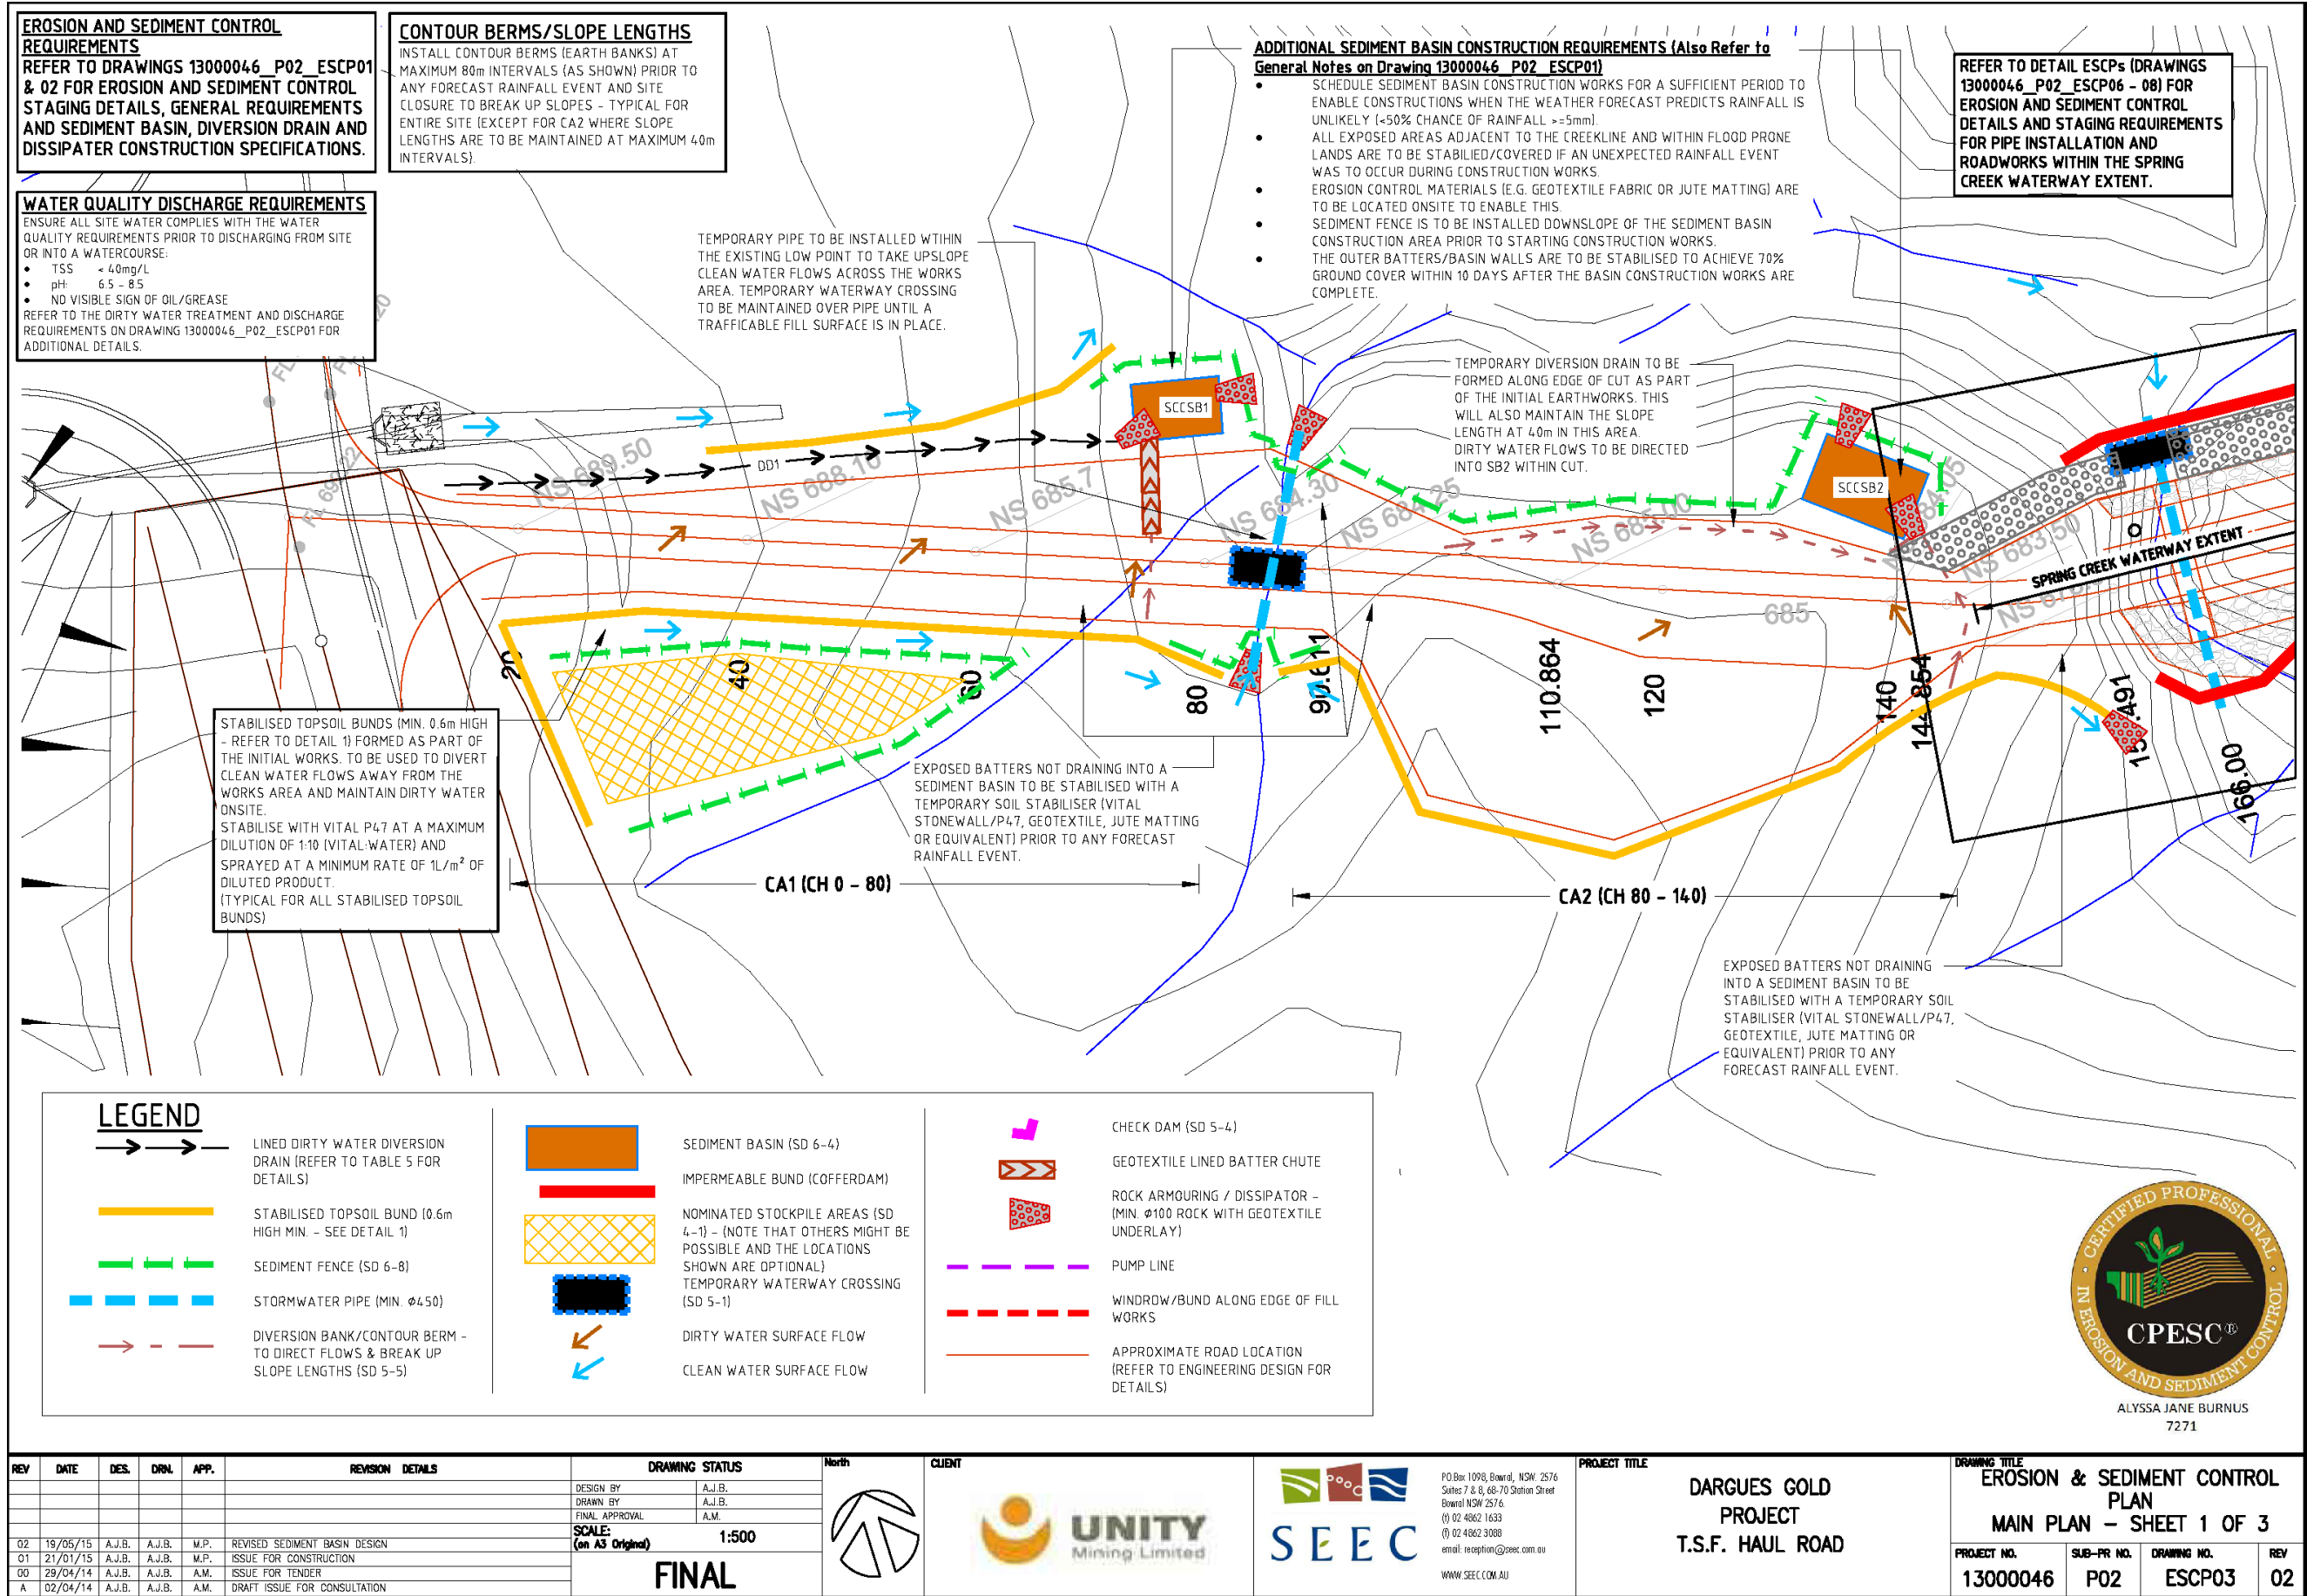 EROSION AND SEDIMENT CONTROL
REQUIREMENTS
REFER TO DRAWINGS 13000046_P02_ESCP01
& 02 FOR EROSION AND SEDIMENT CONTROL
STAGING DETAILS, GENERAL REQUIREMENTS
AND SEDIMENT BASIN, DIVERSION DRAIN AND
DISSIPATER CONSTRUCTION SPECIFICATIONS.
CONTOUR BERMS/SLOPE LENGTHS
INSTALL CONTOUR BERMS (EARTH BANKS) AT
MAXIMUM 80m INTERVALS (AS SHOWN) PRIOR TO
ANY FORECAST RAINFALL EVENT AND SITE
CLOSURE TO BREAK UP SLOPES - TYPICAL FOR
ENTIRE SITE (EXCEPT FOR CA2 WHERE SLOPE
LENGTHS ARE TO BE MAINTAINED AT MAXIMUM 40m
INTERVALS).
ADDITIONAL SEDIMENT BASIN CONSTRUCTION REQUIREMENTS (Also Refer to
General Notes on Drawing 13000046_P02_ESCP01)
• SCHEDULE SEDIMENT BASIN CONSTRUCTION WORKS FOR A SUFFICIENT PERIOD TO
ENABLE CONSTRUCTIONS WHEN THE WEATHER FORECAST PREDICTS RAINFALL IS
UNLIKELY (<50% CHANCE OF RAINFALL >=5mm).
• ALL EXPOSED AREAS ADJACENT TO THE CREEKLINE AND WITHIN FLOOD PRONE
LANDS ARE TO BE STABILIED/COVERED IF AN UNEXPECTED RAINFALL EVENT
WAS TO OCCUR DURING CONSTRUCTION WORKS.
• EROSION CONTROL MATERIALS (E.G. GEOTEXTILE FABRIC OR JUTE MATTING) ARE
TO BE LOCATED ONSITE TO ENABLE THIS.
• SEDIMENT FENCE IS TO BE INSTALLED DOWNSLOPE OF THE SEDIMENT BASIN
CONSTRUCTION AREA PRIOR TO STARTING CONSTRUCTION WORKS.
• THE OUTER BATTERS/BASIN WALLS ARE TO BE STABILISED TO ACHIEVE 70%
GROUND COVER WITHIN 10 DAYS AFTER THE BASIN CONSTRUCTION WORKS ARE
COMPLETE.
REFER TO DETAIL ESCPs (DRAWINGS
13000046_P02_ESCP06 - 08) FOR
EROSION AND SEDIMENT CONTROL
DETAILS AND STAGING REQUIREMENTS
FOR PIPE INSTALLATION AND
ROADWORKS WITHIN THE SPRING
CREEK WATERWAY EXTENT.
WATER QUALITY DISCHARGE REQUIREMENTS
ENSURE ALL SITE WATER COMPLIES WITH THE WATER
QUALITY REQUIREMENTS PRIOR TO DISCHARGING FROM SITE
OR INTO A WATERCOURSE:
• TSS < 40mg/L
• pH: 6.5 - 8.5
• NO VISIBLE SIGN OF OIL/GREASE
REFER TO THE DIRTY WATER TREATMENT AND DISCHARGE
REQUIREMENTS ON DRAWING 13000046_P02_ESCP01 FOR
ADDITIONAL DETAILS.
TEMPORARY PIPE TO BE INSTALLED WTIHIN
THE EXISTING LOW POINT TO TAKE UPSLOPE
CLEAN WATER FLOWS ACROSS THE WORKS
AREA. TEMPORARY WATERWAY CROSSING
TO BE MAINTAINED OVER PIPE UNTIL A
TRAFFICABLE FILL SURFACE IS IN PLACE.
TEMPORARY DIVERSION DRAIN TO BE
FORMED ALONG EDGE OF CUT AS PART
OF THE INITIAL EARTHWORKS. THIS
WILL ALSO MAINTAIN THE SLOPE
LENGTH AT 40m IN THIS AREA.
DIRTY WATER FLOWS TO BE DIRECTED
INTO SB2 WITHIN CUT.
SCCSB1
SCCSB2
DD1
NS 689.50
NS 688.10
NS 685.7
NS 684.30
NS 684.25
NS 685.00
NS 683.50
685
SPRING CREEK WATERWAY EXTENT
20
40
60
80
90.611
110.864
120
140
144.854
166.00
STABILISED TOPSOIL BUNDS (MIN. 0.6m HIGH
- REFER TO DETAIL 1) FORMED AS PART OF
THE INITIAL WORKS. TO BE USED TO DIVERT
CLEAN WATER FLOWS AWAY FROM THE
WORKS AREA AND MAINTAIN DIRTY WATER
ONSITE.
STABILISE WITH VITAL P47 AT A MAXIMUM
DILUTION OF 1:10 (VITAL:WATER) AND
SPRAYED AT A MINIMUM RATE OF 1L/m² OF
DILUTED PRODUCT.
(TYPICAL FOR ALL STABILISED TOPSOIL
BUNDS)
EXPOSED BATTERS NOT DRAINING INTO A
SEDIMENT BASIN TO BE STABILISED WITH A
TEMPORARY SOIL STABILISER (VITAL
STONEWALL/P47, GEOTEXTILE, JUTE MATTING
OR EQUIVALENT) PRIOR TO ANY FORECAST
RAINFALL EVENT.
CA1 (CH 0 - 80)
CA2 (CH 80 - 140)
EXPOSED BATTERS NOT DRAINING
INTO A SEDIMENT BASIN TO BE
STABILISED WITH A TEMPORARY SOIL
STABILISER (VITAL STONEWALL/P47,
GEOTEXTILE, JUTE MATTING OR
EQUIVALENT) PRIOR TO ANY
FORECAST RAINFALL EVENT.
LEGEND
LINED DIRTY WATER DIVERSION
DRAIN (REFER TO TABLE 5 FOR
DETAILS)
STABILISED TOPSOIL BUND (0.6m
HIGH MIN. - SEE DETAIL 1)
SEDIMENT FENCE (SD 6-8)
STORMWATER PIPE (MIN. Ø450)
DIVERSION BANK/CONTOUR BERM -
TO DIRECT FLOWS & BREAK UP
SLOPE LENGTHS (SD 5-5)
SEDIMENT BASIN (SD 6-4)
IMPERMEABLE BUND (COFFERDAM)
NOMINATED STOCKPILE AREAS (SD
4-1) - (NOTE THAT OTHERS MIGHT BE
POSSIBLE AND THE LOCATIONS
SHOWN ARE OPTIONAL)
TEMPORARY WATERWAY CROSSING
(SD 5-1)
DIRTY WATER SURFACE FLOW
CLEAN WATER SURFACE FLOW
CHECK DAM (SD 5-4)
GEOTEXTILE LINED BATTER CHUTE
ROCK ARMOURING / DISSIPATOR -
(MIN. Ø100 ROCK WITH GEOTEXTILE
UNDERLAY)
PUMP LINE
WINDROW/BUND ALONG EDGE OF FILL
WORKS
APPROXIMATE ROAD LOCATION
(REFER TO ENGINEERING DESIGN FOR
DETAILS)
CERTIFIED PROFESSIONAL
IN EROSION AND SEDIMENT CONTROL
CPESC®
ALYSSA JANE BURNUS
7271
REV DATE DES. DRN. APP. REVISION DETAILS
02 19/05/15 A.J.B. A.J.B. M.P. REVISED SEDIMENT BASIN DESIGN
01 21/01/15 A.J.B. A.J.B. M.P. ISSUE FOR CONSTRUCTION
00 29/04/14 A.J.B. A.J.B. A.M. ISSUE FOR TENDER
A 02/04/14 A.J.B. A.J.B. A.M. DRAFT ISSUE FOR CONSULTATION
DRAWING STATUS
DESIGN BY A.J.B.
DRAWN BY A.J.B.
FINAL APPROVAL A.M.
SCALE:
(on A3 Original) 1:500
FINAL
North
CLIENT
UNITY
Mining Limited
SEEC
P.O.Box 1098, Bowral, NSW. 2576
Suites 7 & 8, 68-70 Station Street
Bowral NSW 2576.
(t) 02 4862 1633
(f) 02 4862 3088
email: reception@seec.com.au
WWW.SEEC.COM.AU
PROJECT TITLE
DARGUES GOLD
PROJECT
T.S.F. HAUL ROAD
DRAWING TITLE
EROSION & SEDIMENT CONTROL
PLAN
MAIN PLAN - SHEET 1 OF 3
PROJECT NO. SUB-PR NO. DRAWING NO. REV
13000046 P02 ESCP03 02